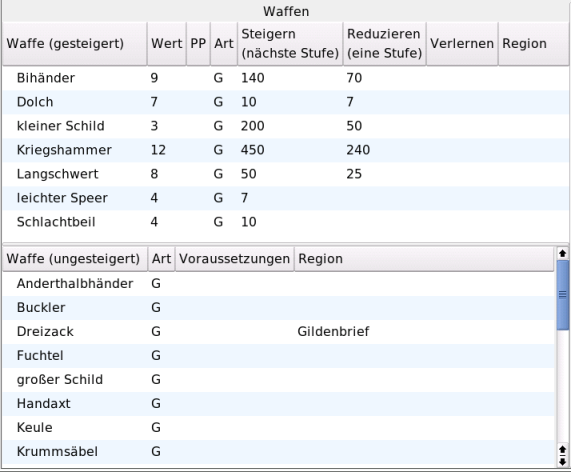 Waffen
Waffe (gesteigert) Wert PP Art Steigern (nächste Stufe) Reduzieren (eine Stufe) Verlernen Region
Bihänder 9 G 140 70
Dolch 7 G 10 7
kleiner Schild 3 G 200 50
Kriegshammer 12 G 450 240
Langschwert 8 G 50 25
leichter Speer 4 G 7
Schlachtbeil 4 G 10
Waffe (ungesteigert) Art Voraussetzungen Region
Anderthalbhänder G
Buckler G
Dreizack G Gildenbrief
Fuchtel G
großer Schild G
Handaxt G
Keule G
Krummsäbel G